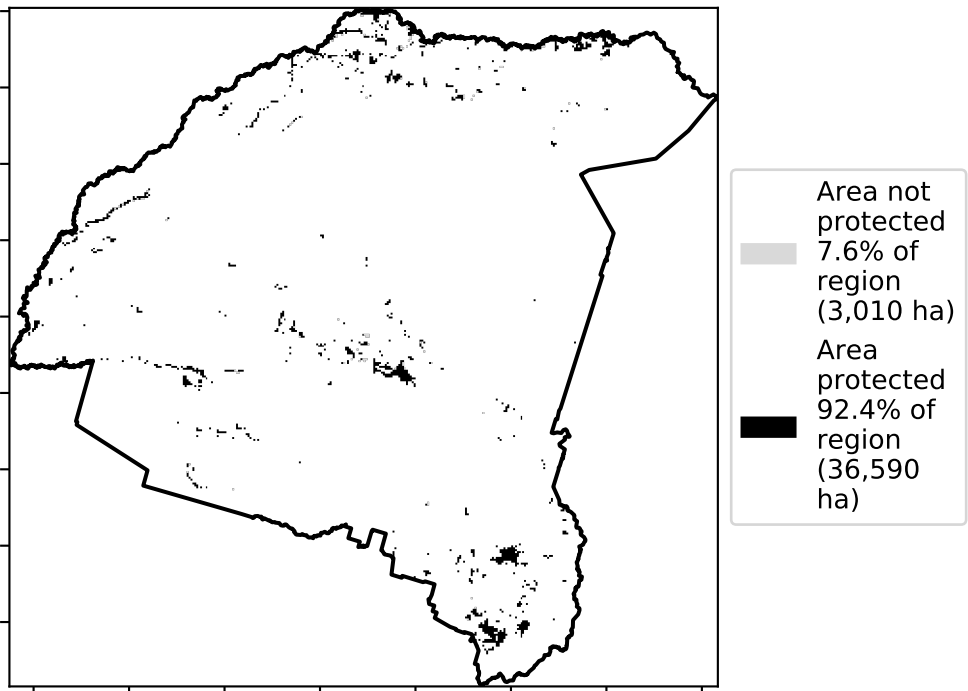 Area not
protected
7.6% of
region
(3,010 ha)
Area
protected
92.4% of
region
(36,590
ha)